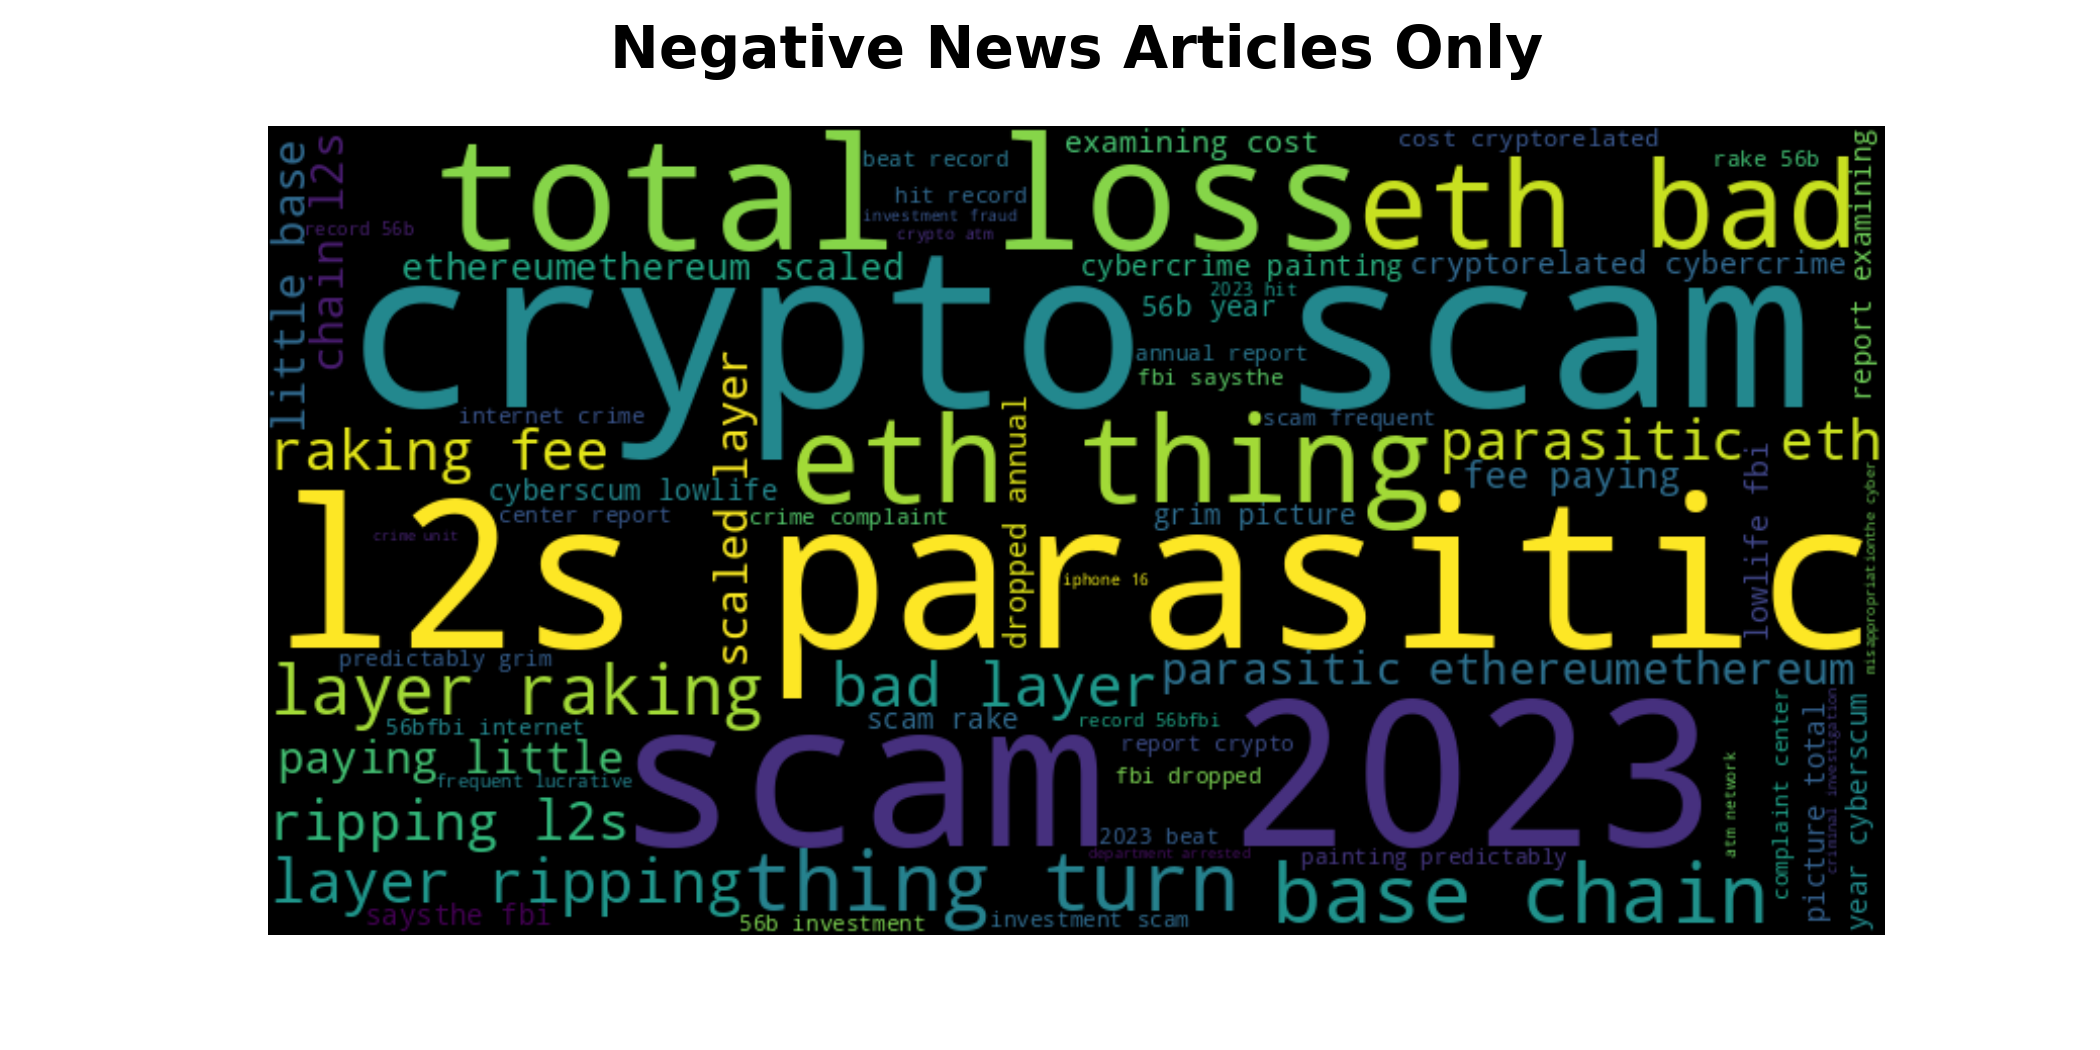 Negative News Articles Only
little base
chain l2s
total loss
beat record
hit record
investment fraud
crypto atm
examining cost
cost cryptorelated
rake 56b
eth bad
report examining
record 56b
ethereumethereum scaled
cybercrime painting
cryptorelated cybercrime
crypto scam
2023 hit
56b year
annual report
fbi saysthe
internet crime
scam frequent
raking fee
scaled layer
eth thing
dropped annual
parasitic eth
fee paying
lowlife fbi
misappropriationthe cyber
cyberscum lowlife
center report
crime complaint
grim picture
crime unit
l2s parasitic
iphone 16
predictably grim
layer raking
bad layer
parasitic ethereumethereum
56bfbi internet
scam rake
record 56bfbi
report crypto
paying little
frequent lucrative
fbi dropped
scam 2023
atm network
complaint center
picture total
criminal investigation
year cyberscum
ripping l2s
2023 beat
department arrested
painting predictably
layer ripping
thing turn
base chain
saysthe fbi
56b investment
investment scam